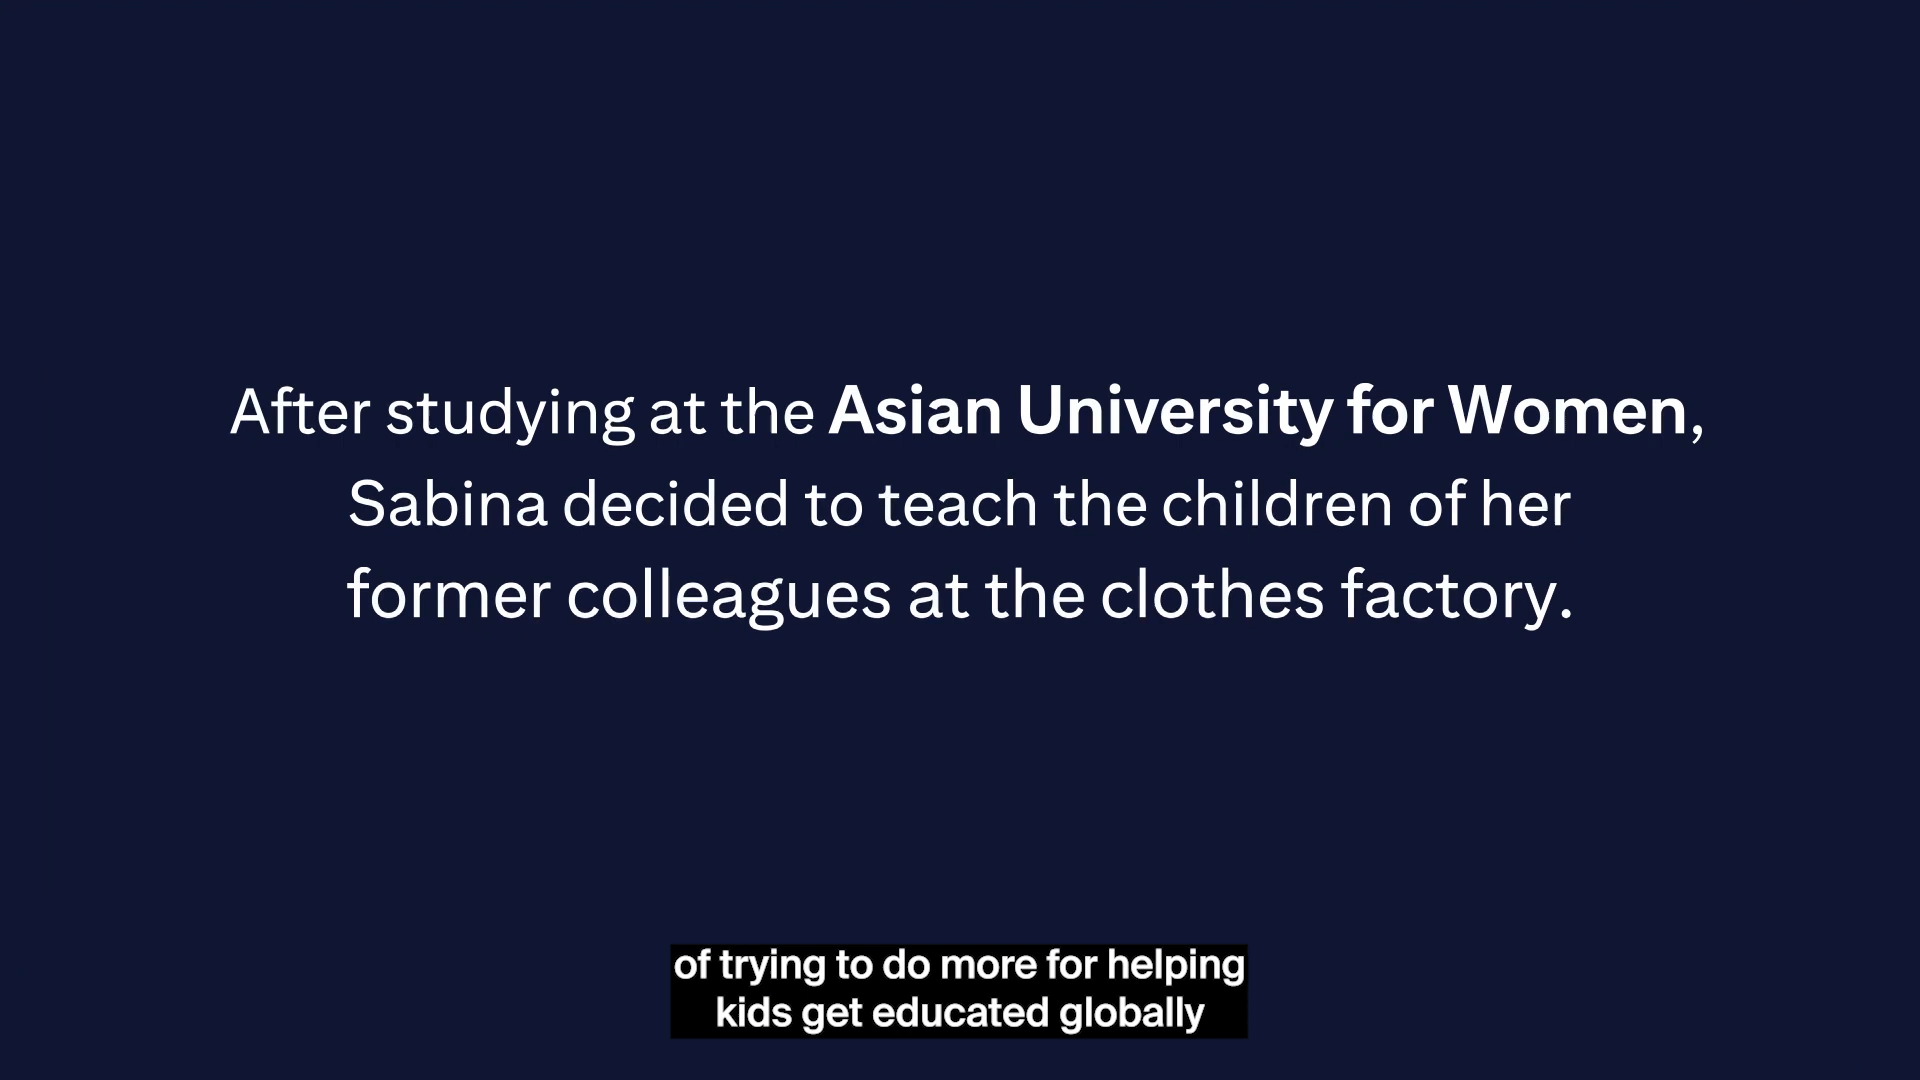 After studying at the Asian University for Women,
Sabina decided to teach the children of her
former colleagues at the clothes factory.
of trying to do more for helping
kids get educated globally